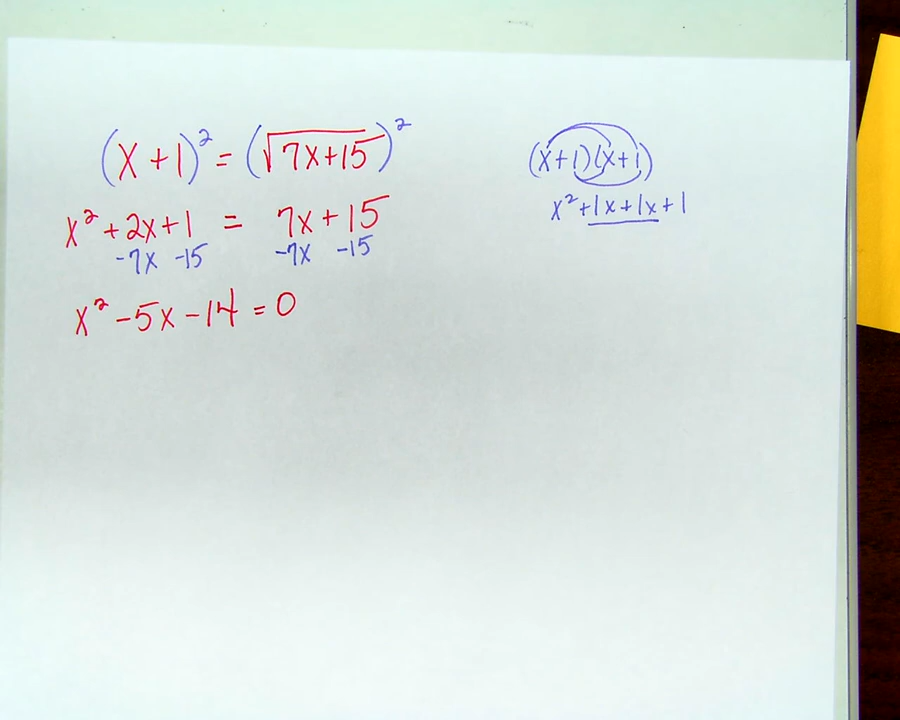 (x + 1)² = (√7x+15)²
x² + 2x + 1 = 7x + 15
-7x -15 -7x -15
x² - 5x - 14 = 0
(x+1)(x+1)
x² + 1x + 1x + 1